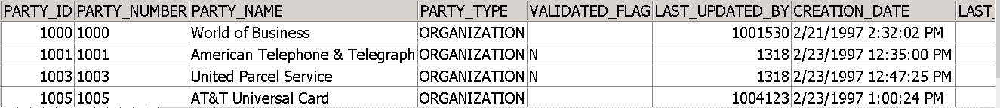 PARTY_ID PARTY_NUMBER PARTY_NAME PARTY_TYPE VALIDATED_FLAG LAST_UPDATED_BY CREATION_DATE LAST_
1000 1000 World of Business ORGANIZATION 1001530 2/21/1997 2:32:02 PM
1001 1001 American Telephone & Telegraph ORGANIZATION N 1318 2/23/1997 12:35:00 PM
1003 1003 United Parcel Service ORGANIZATION N 1318 2/23/1997 12:47:25 PM
1005 1005 AT&T Universal Card ORGANIZATION 1004123 2/23/1997 1:00:24 PM